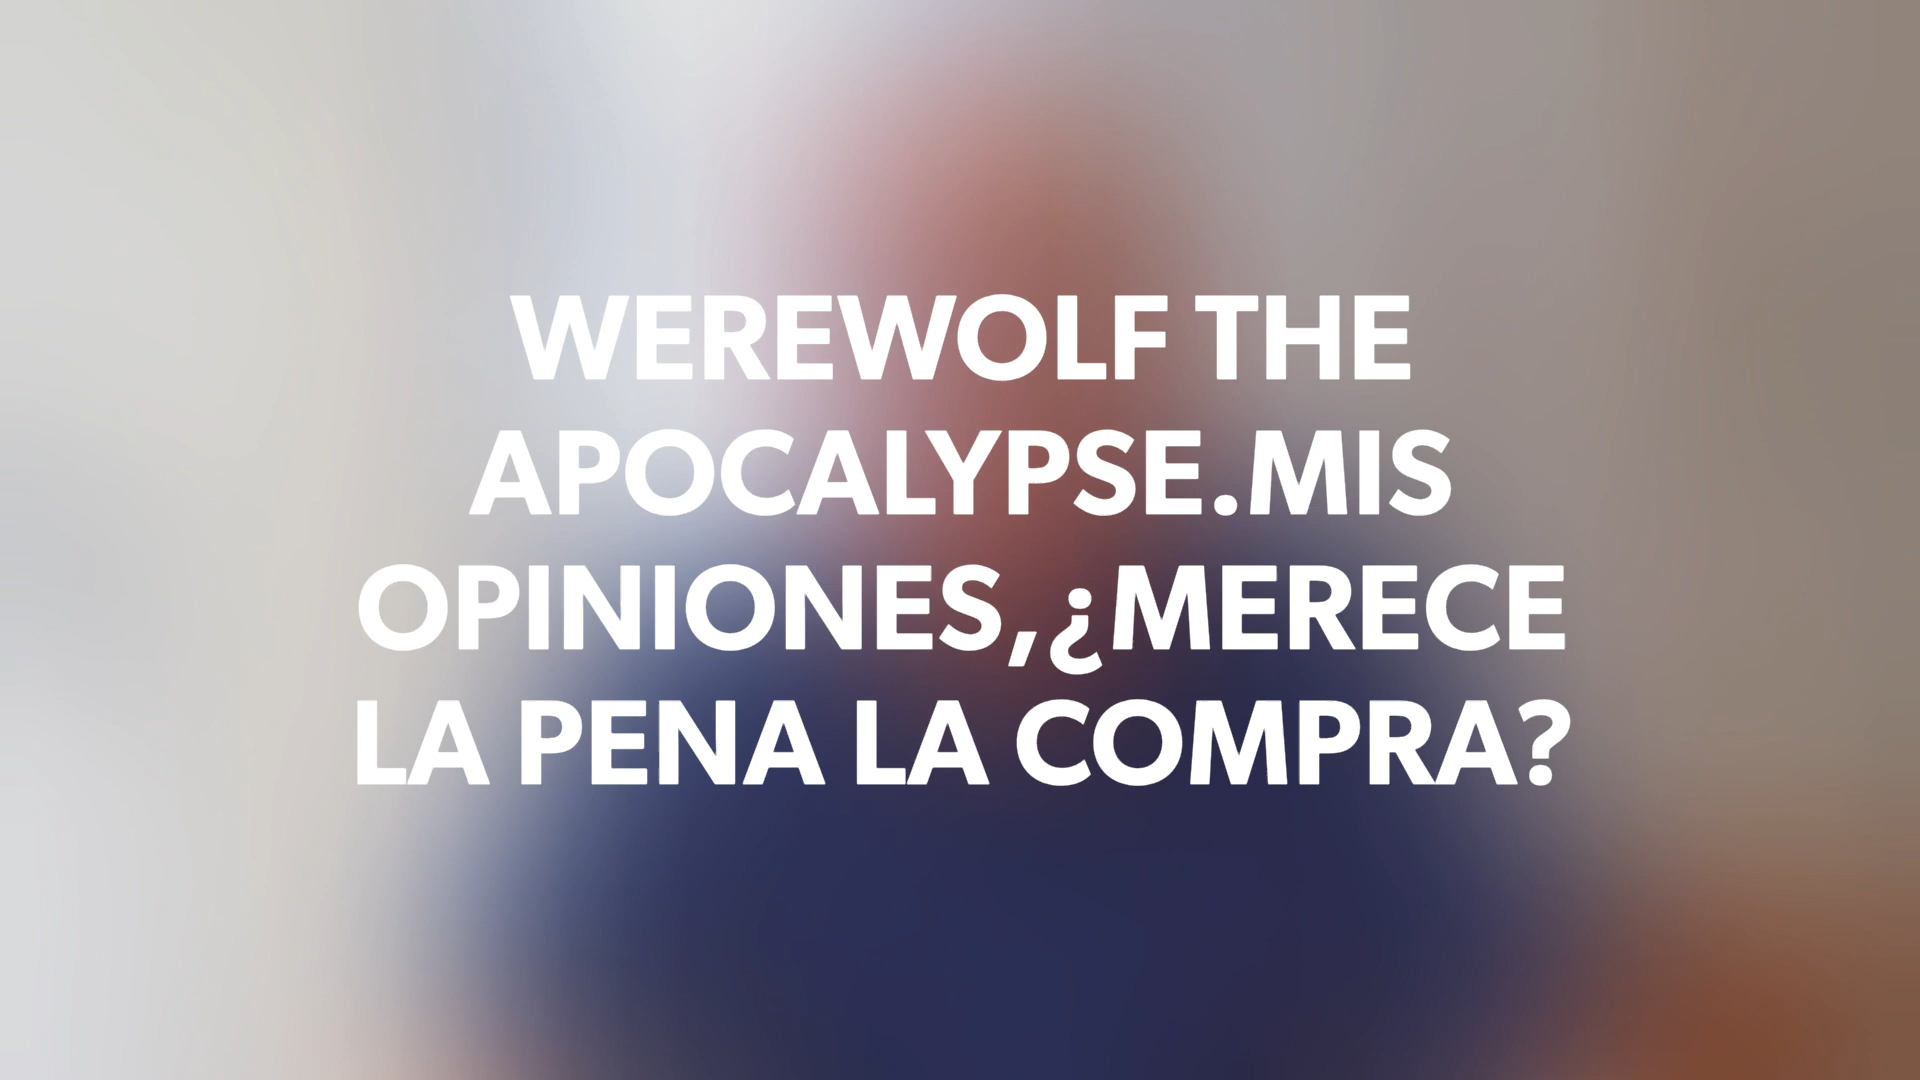 WEREWOLF THE
APOCALYPSE.MIS
OPINIONES,¿MERECE
LA PENA LA COMPRA?